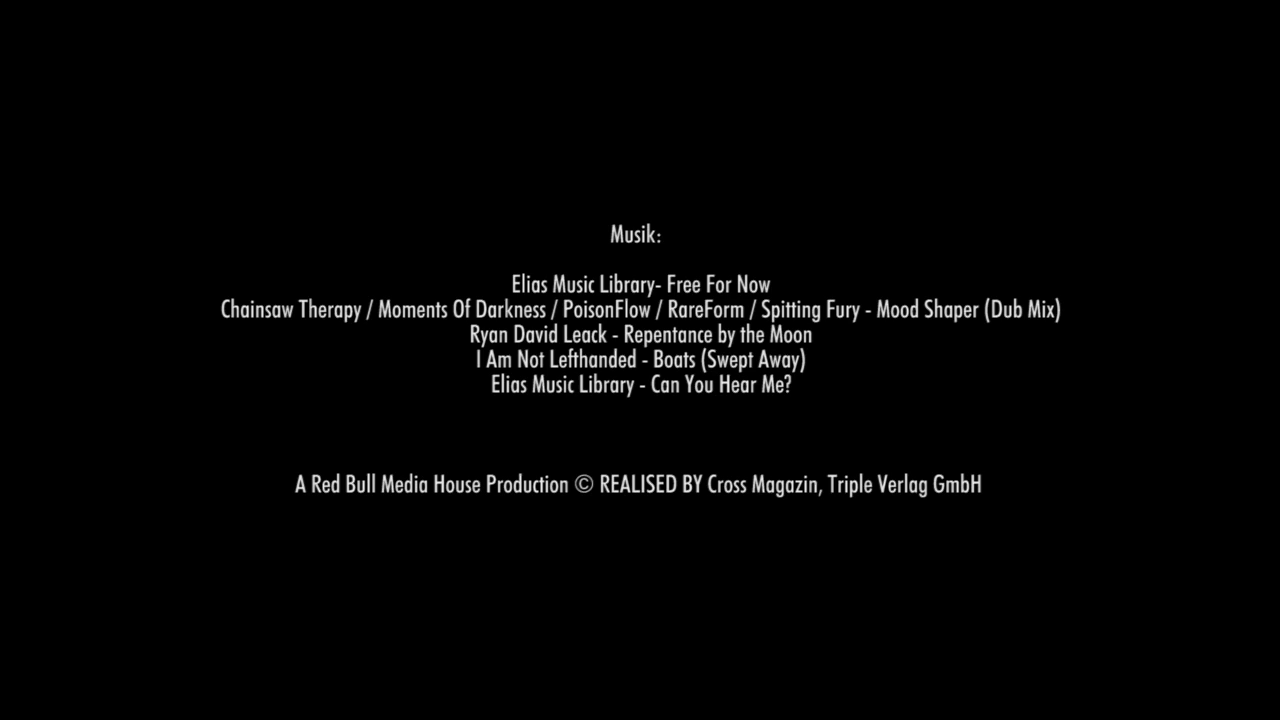 Musik:
Elias Music Library- Free For Now
Chainsaw Therapy / Moments Of Darkness / PoisonFlow / RareForm / Spitting Fury - Mood Shaper (Dub Mix)
Ryan David Leack - Repentance by the Moon
I Am Not Lefthanded - Boats (Swept Away)
Elias Music Library - Can You Hear Me?
A Red Bull Media House Production © REALISED BY Cross Magazin, Triple Verlag GmbH